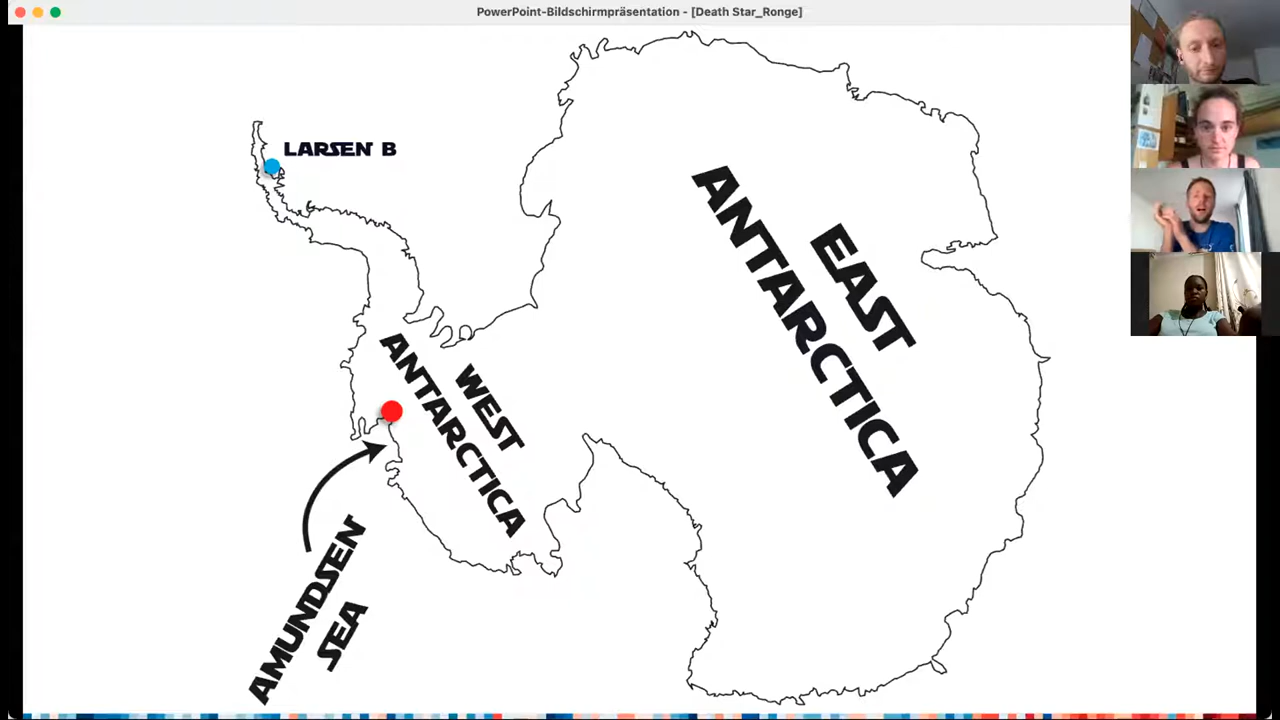 PowerPoint-Bildschirmpräsentation - [Death Star_Ronge]
LARSEN B
EAST
ANTARCTICA
WEST
ANTARCTICA
AMUNDSEN
SEA